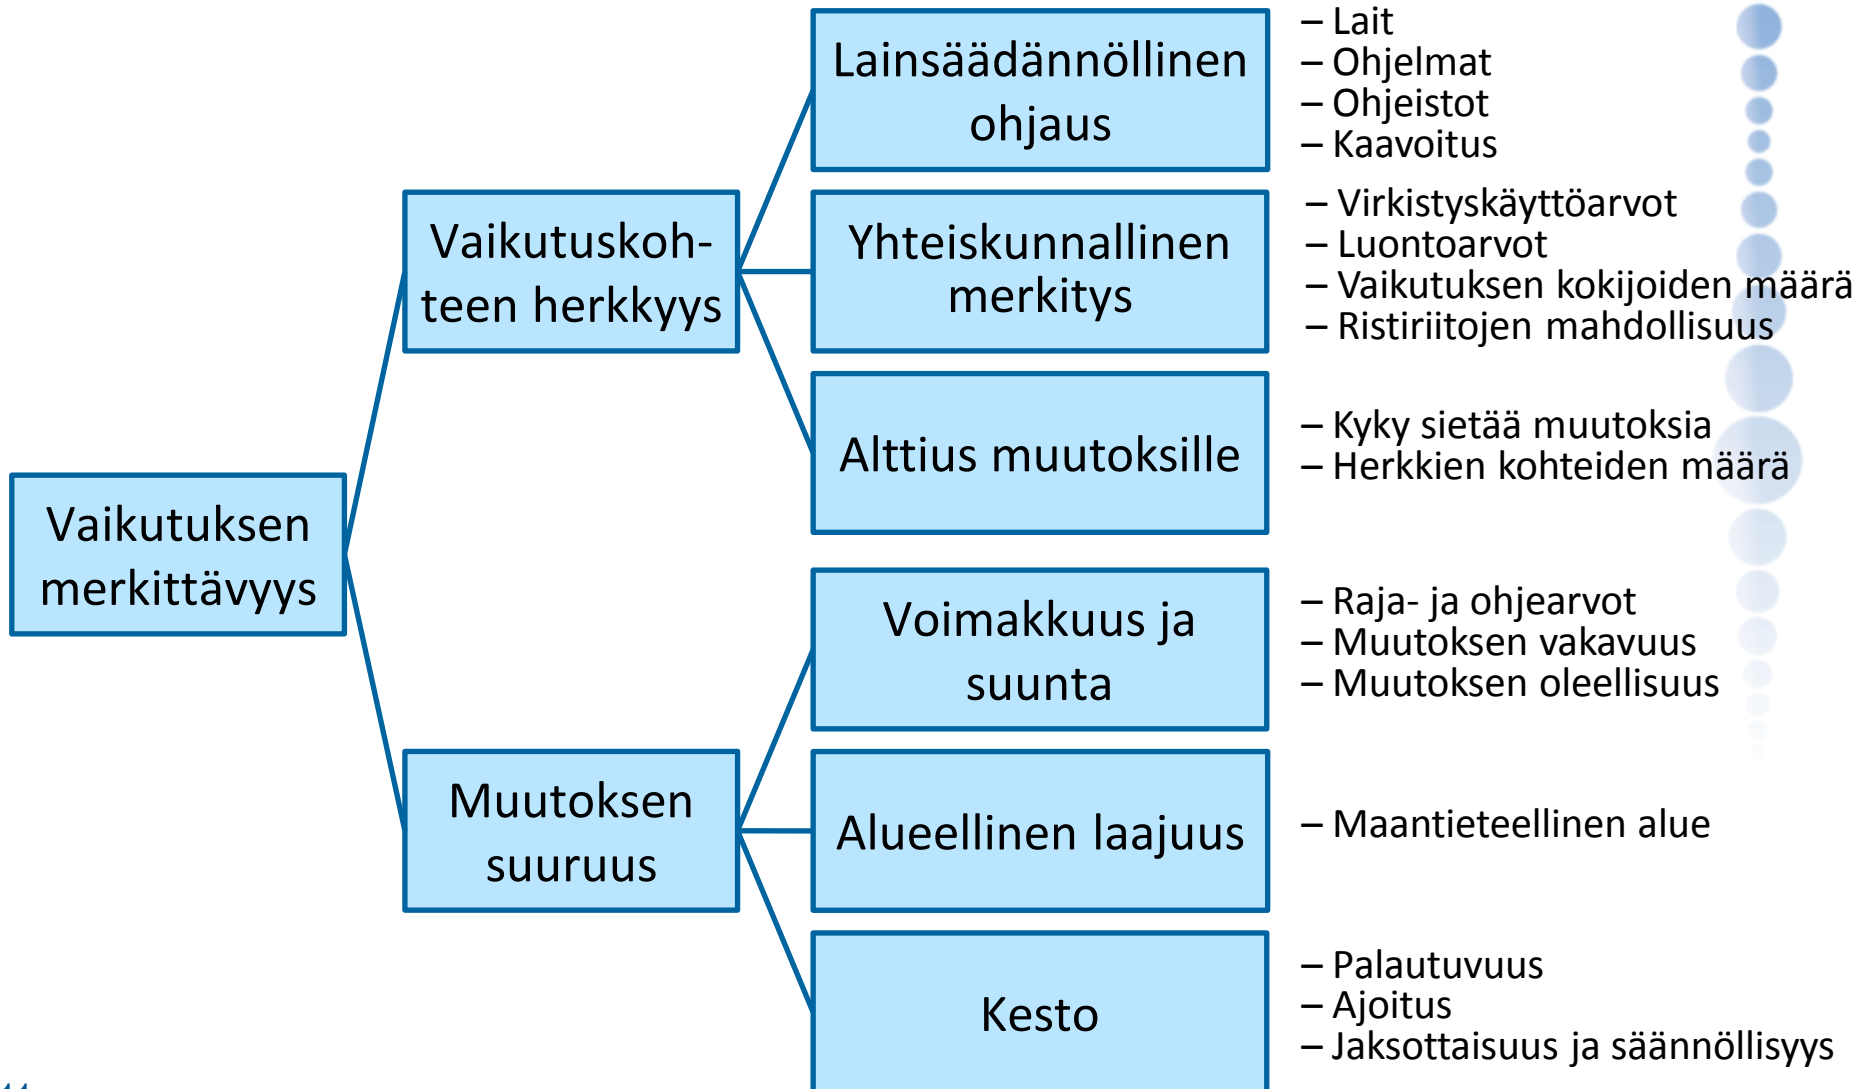 Vaikutuksen
merkittävyys
Vaikutuskoh-
teen herkkyys
Lainsäädännöllinen
ohjaus
– Lait
– Ohjelmat
– Ohjeistot
– Kaavoitus
Yhteiskunnallinen
merkitys
– Virkistyskäyttöarvot
– Luontoarvot
– Vaikutuksen kokijoiden määrä
– Ristiriitojen mahdollisuus
Alttius muutoksille
– Kyky sietää muutoksia
– Herkkien kohteiden määrä
Muutoksen
suuruus
Voimakkuus ja
suunta
– Raja- ja ohjearvot
– Muutoksen vakavuus
– Muutoksen oleellisuus
Alueellinen laajuus
– Maantieteellinen alue
Kesto
– Palautuvuus
– Ajoitus
– Jaksottaisuus ja säännöllisyys